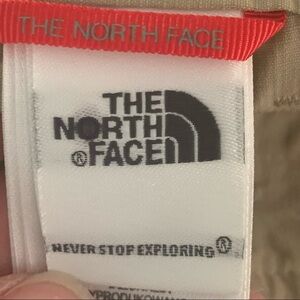 THE NORTH FACE
THE
NORTH
FACE
®
NEVER STOP EXPLORING®